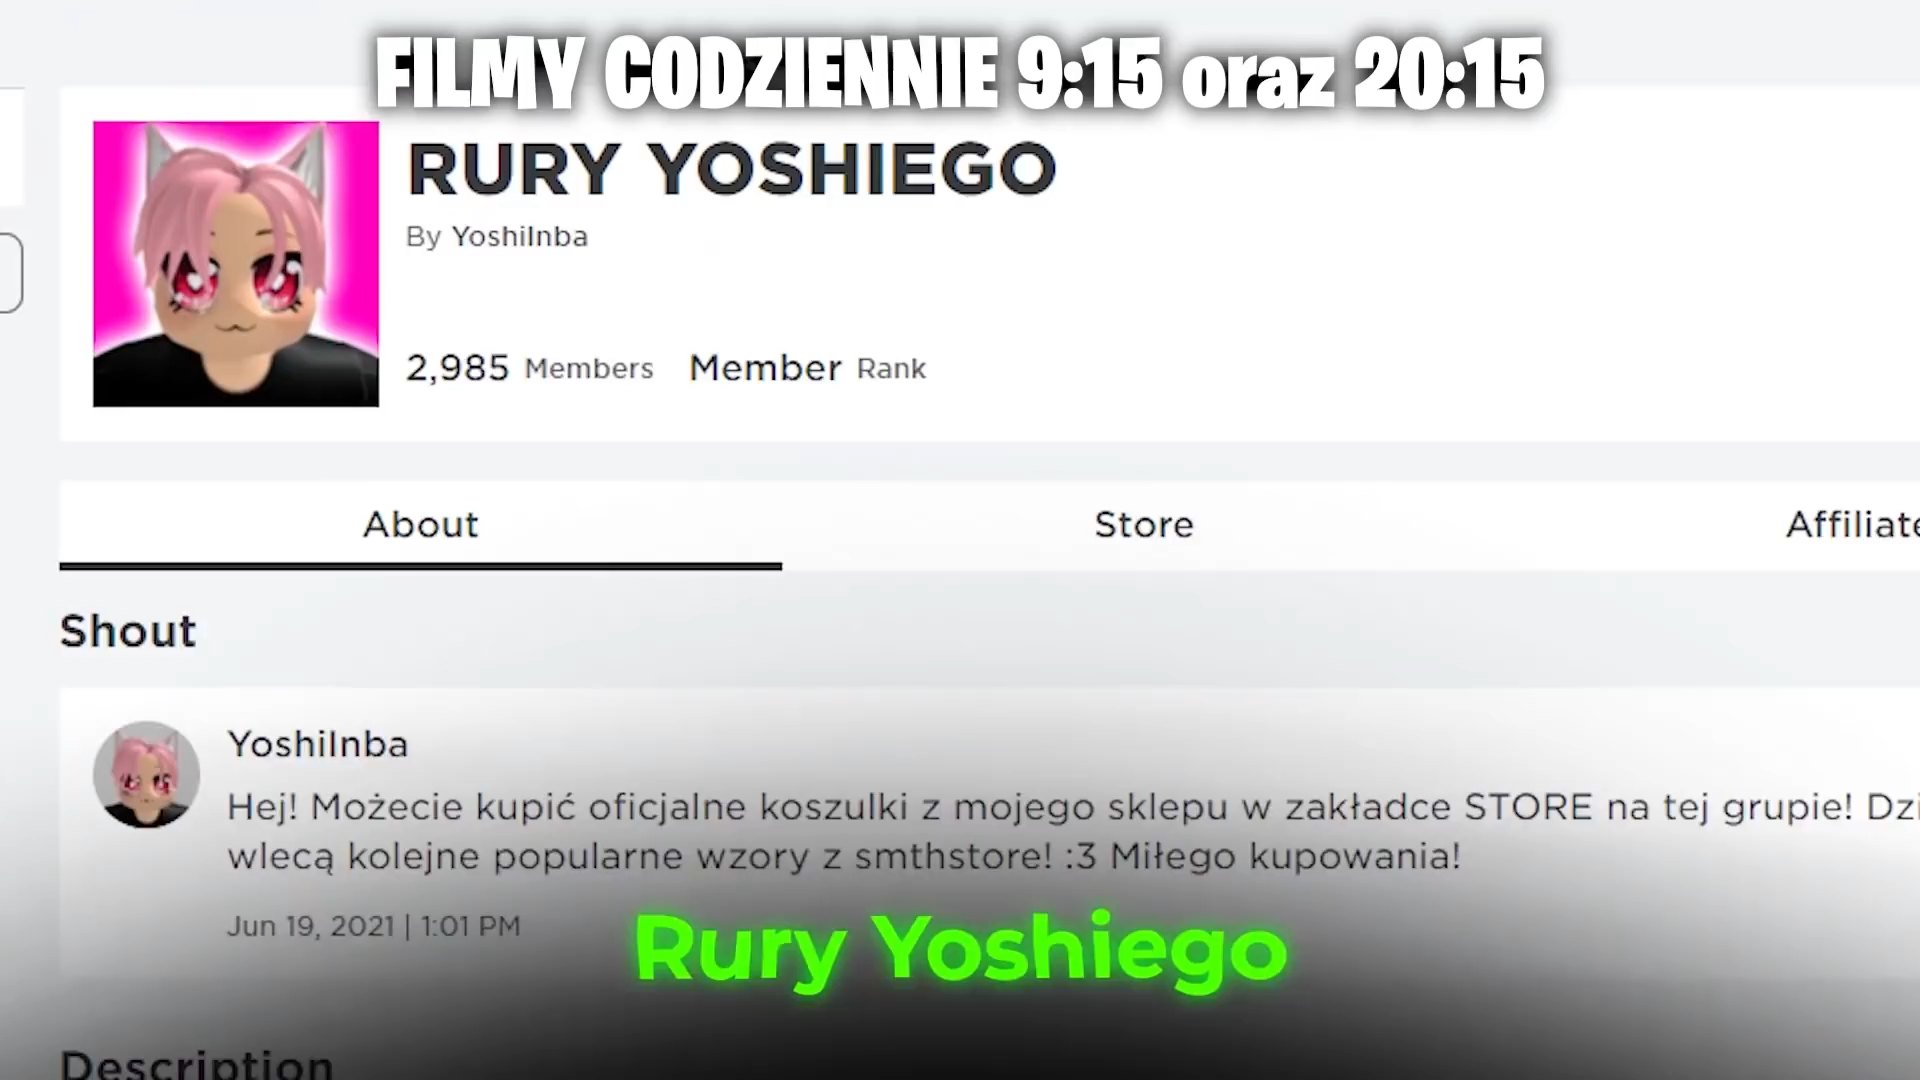 FILMY CODZIENNIE 9:15 oraz 20:15
RURY YOSHIEGO
By YoshiInba
2,985 Members Member Rank
About Store Affiliate
Shout
YoshiInba
Hej! Możecie kupić oficjalne koszulki z mojego sklepu w zakładce STORE na tej grupie! Dzi
wlecą kolejne popularne wzory z smthstore! :3 Miłego kupowania!
Jun 19, 2021 | 1:01 PM
Rury Yoshiego
Description